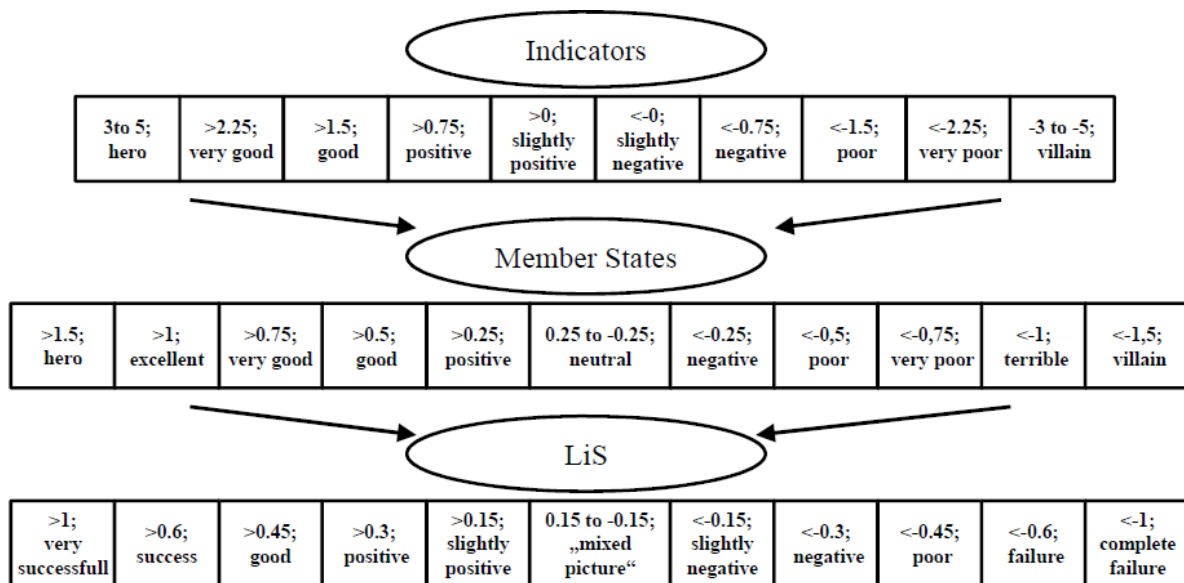 Indicators
3to 5;
hero
>2.25;
very good
>1.5;
good
>0.75;
positive
>0;
slightly
positive
<-0;
slightly
negative
<-0.75;
negative
<-1.5;
poor
<-2.25;
very poor
-3 to -5;
villain
Member States
>1.5;
hero
>1;
excellent
>0.75;
very good
>0.5;
good
>0.25;
positive
0.25 to -0.25;
neutral
<-0.25;
negative
<-0,5;
poor
<-0,75;
very poor
<-1;
terrible
<-1,5;
villain
LiS
>1;
very
successfull
>0.6;
success
>0.45;
good
>0.3;
positive
>0.15;
slightly
positive
0.15 to -0.15;
„mixed
picture“
<-0.15;
slightly
negative
<-0.3;
negative
<-0.45;
poor
<-0.6;
failure
<-1;
complete
failure